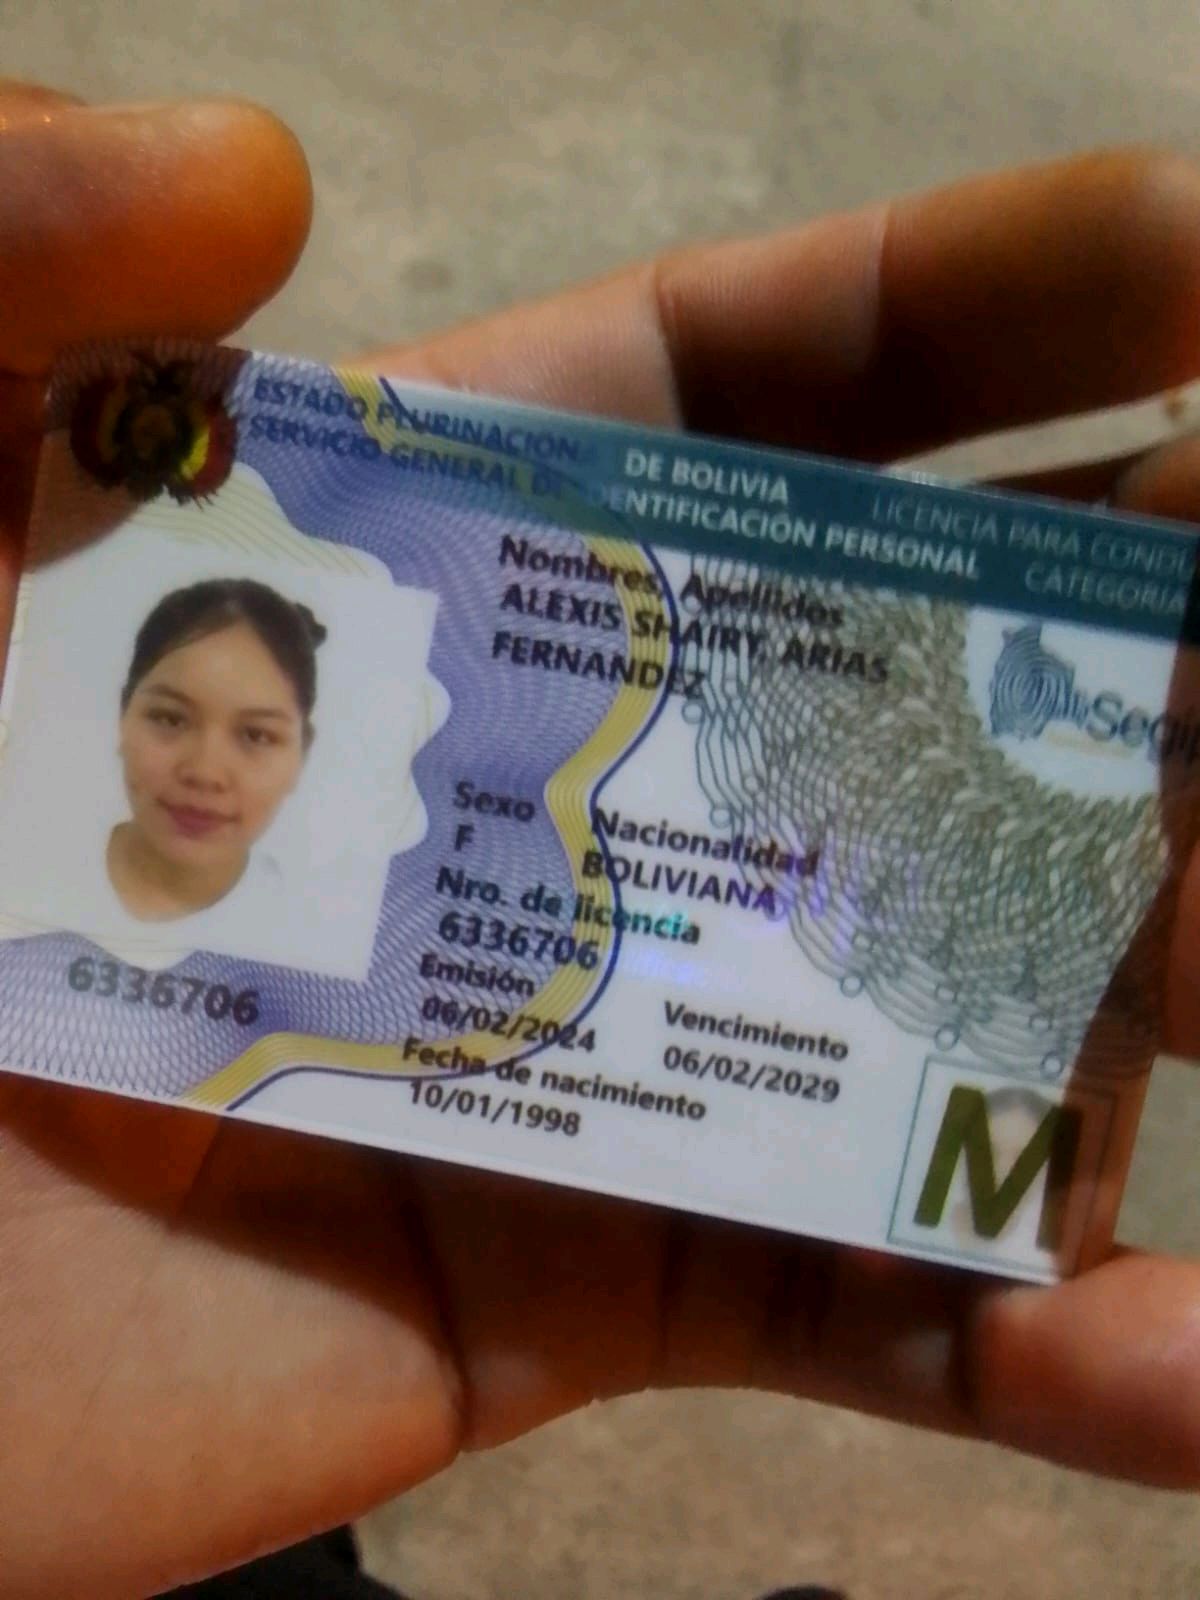 ESTADO PLURINACIONAL DE BOLIVIA
SERVICIO GENERAL DE IDENTIFICACIÓN PERSONAL
LICENCIA PARA CONDU
CATEGORIA
Nombres, Apellidos
ALEXIS SHAIRY, ARIAS
FERNANDEZ
Segip
Sexo
F
Nacionalidad
BOLIVIANA
Nro. de licencia
6336706
6336706
Emisión
06/02/2024
Vencimiento
06/02/2029
Fecha de nacimiento
10/01/1998
M